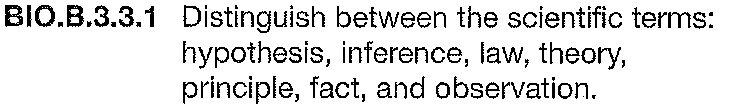 BIO.B.3.3.1 Distinguish between the scientific terms:
hypothesis, inference, law, theory,
principle, fact, and observation.